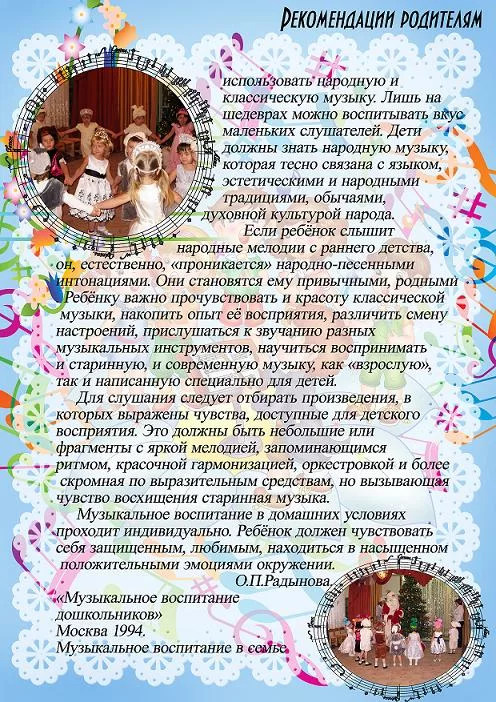 Рекомендации родителям
использовать народную и
классическую музыку. Лишь на
шедеврах можно воспитывать вкус
маленьких слушателей. Дети
должны знать народную музыку,
которая тесно связана с языком,
эстетическими и народными
традициями, обычаями,
духовной культурой народа.
Если ребёнок слышит
народные мелодии с раннего детства,
он, естественно, «проникается» народно-песенными
интонациями. Они становятся ему привычными, родными
Ребёнку важно прочувствовать и красоту классической
музыки, накопить опыт её восприятия, различить смену
настроений, прислушаться к звучанию разных
музыкальных инструментов, научиться воспринимать
и старинную, и современную музыку, как «взрослую»,
так и написанную специально для детей.
Для слушания следует отбирать произведения, в
которых выражены чувства, доступные для детского
восприятия. Это должны быть небольшие или
фрагменты с яркой мелодией, запоминающимся
ритмом, красочной гармонизацией, оркестровкой и более
скромная по выразительным средствам, но вызывающая
чувство восхищения старинная музыка.
Музыкальное воспитание в домашних условиях
проходит индивидуально. Ребёнок должен чувствовать
себя защищенным, любимым, находиться в насыщенном
положительными эмоциями окружении.
О.П.Радынова.
«Музыкальное воспитание
дошкольников»
Москва 1994.
Музыкальное воспитание в семье.